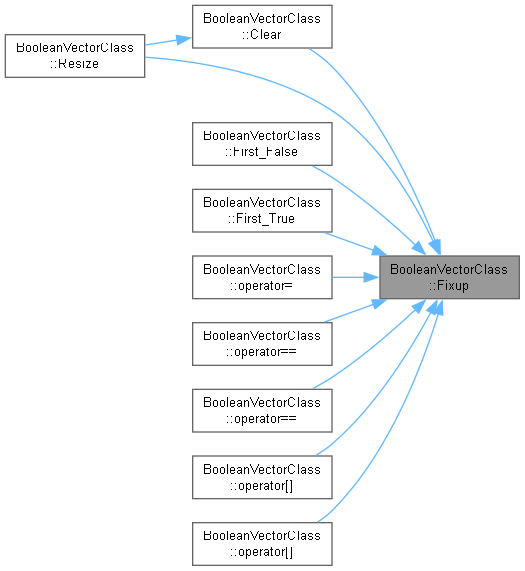 BooleanVectorClass
::Clear
BooleanVectorClass
::Resize
BooleanVectorClass
::First_False
BooleanVectorClass
::First_True
BooleanVectorClass
::Fixup
BooleanVectorClass
::operator=
BooleanVectorClass
::operator==
BooleanVectorClass
::operator==
BooleanVectorClass
::operator[]
BooleanVectorClass
::operator[]